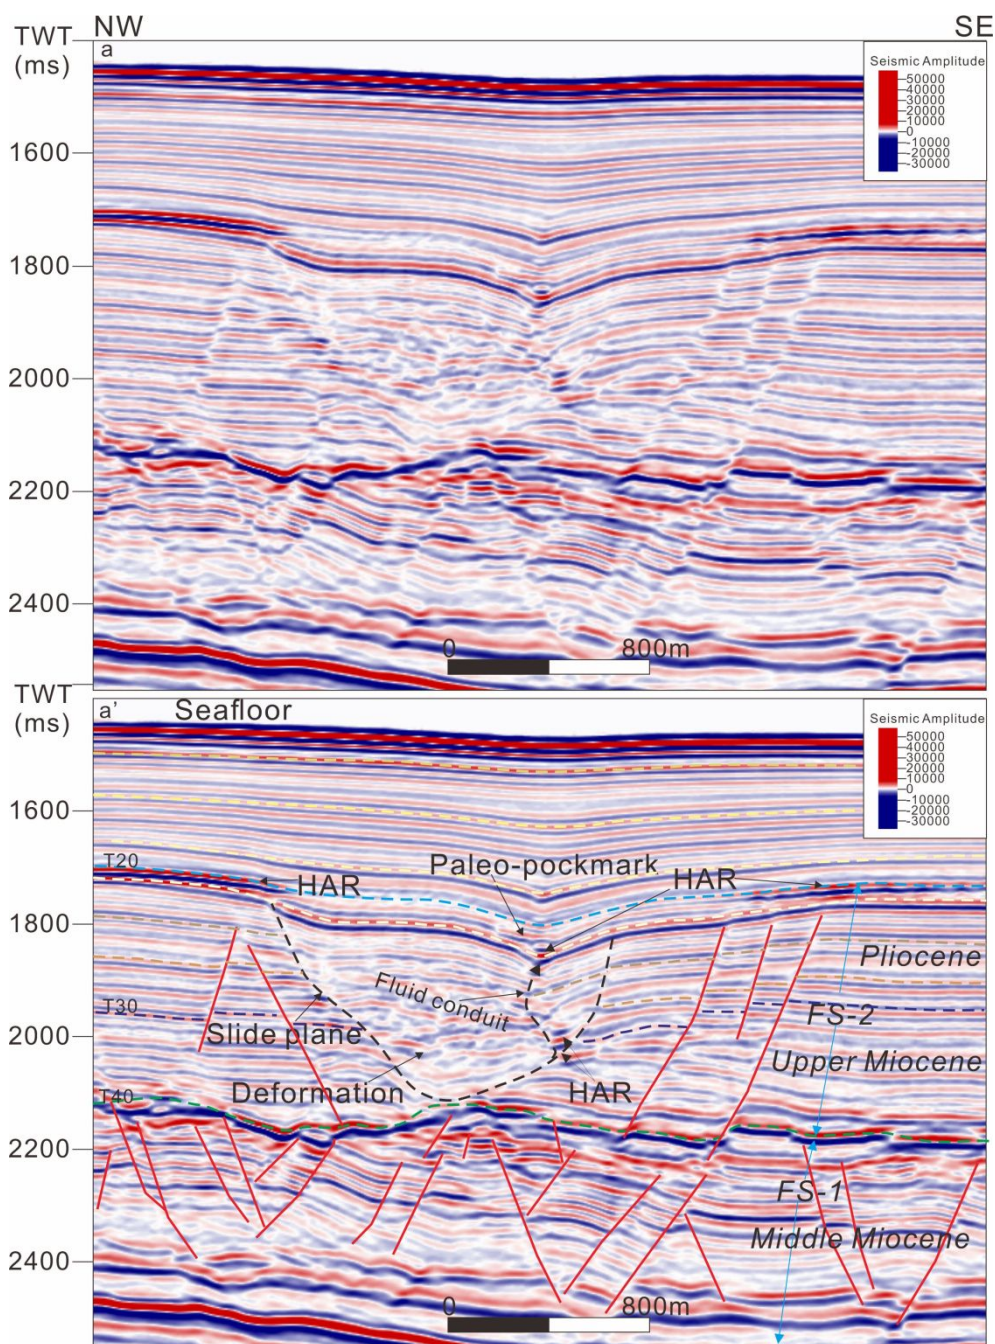 TWT
(ms)
NW
SE
a
Seismic Amplitude
50000
40000
30000
20000
10000
0
-10000
-20000
-30000
1600
1800
2000
2200
2400
0
800m
TWT
(ms)
a'
Seafloor
Seismic Amplitude
50000
40000
30000
20000
10000
0
-10000
-20000
-30000
1600
T20
HAR
Paleo-pockmark
HAR
1800
Pliocene
Fluid conduit
T30
FS-2
2000
Slide plane
Upper Miocene
Deformation
HAR
T40
2200
FS-1
Middle Miocene
2400
0
800m